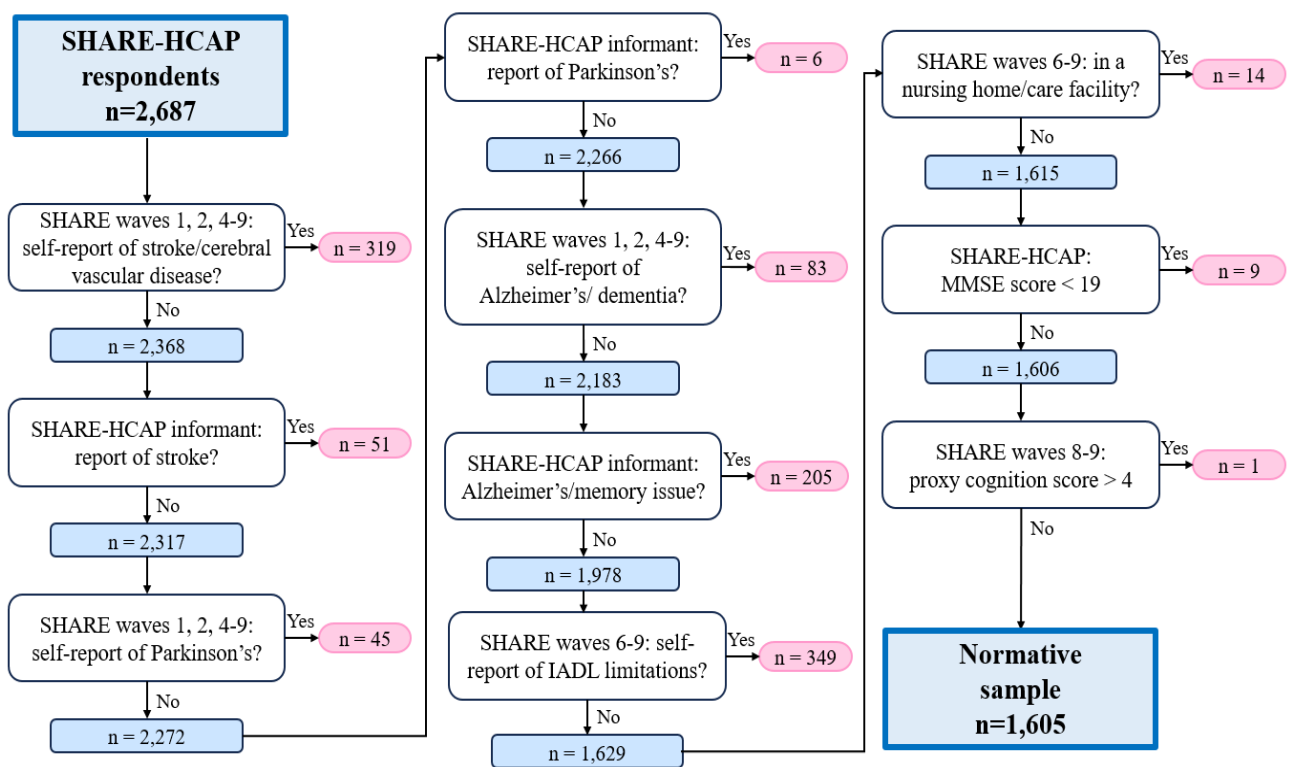 SHARE-HCAP
respondents
n=2,687
SHARE waves 1, 2, 4-9:
self-report of stroke/cerebral
vascular disease?
Yes
n = 319
No
n = 2,368
SHARE-HCAP informant:
report of stroke?
Yes
n = 51
No
n = 2,317
SHARE waves 1, 2, 4-9:
self-report of Parkinson's?
Yes
n = 45
No
n = 2,272
SHARE-HCAP informant:
report of Parkinson's?
Yes
n = 6
No
n = 2,266
SHARE waves 1, 2, 4-9:
self-report of
Alzheimer's/ dementia?
Yes
n = 83
No
n = 2,183
SHARE-HCAP informant:
Alzheimer's/memory issue?
Yes
n = 205
No
n = 1,978
SHARE waves 6-9: self-
report of IADL limitations?
Yes
n = 349
No
n = 1,629
SHARE waves 6-9: in a
nursing home/care facility?
Yes
n = 14
No
n = 1,615
SHARE-HCAP:
MMSE score < 19
Yes
n = 9
No
n = 1,606
SHARE waves 8-9:
proxy cognition score > 4
Yes
n = 1
No
Normative
sample
n=1,605